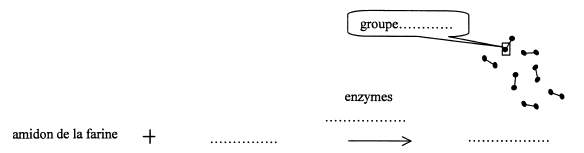 groupe.............
enzymes
......................
amidon de la farine + .................. ......................